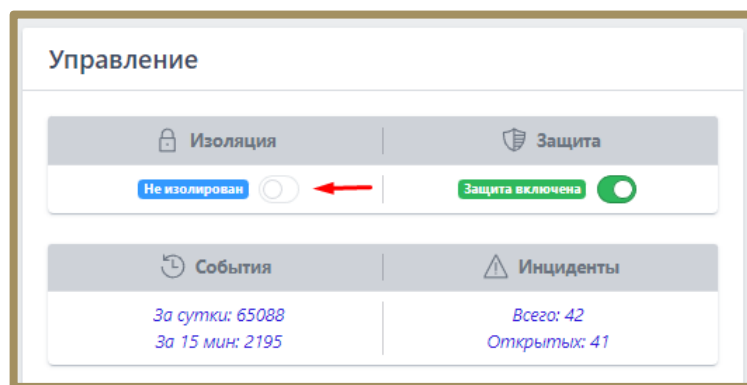 Управление
Изоляция Защита
Не изолирован Защита включена
События Инциденты
За сутки: 65088 Всего: 42
За 15 мин: 2195 Открытых: 41